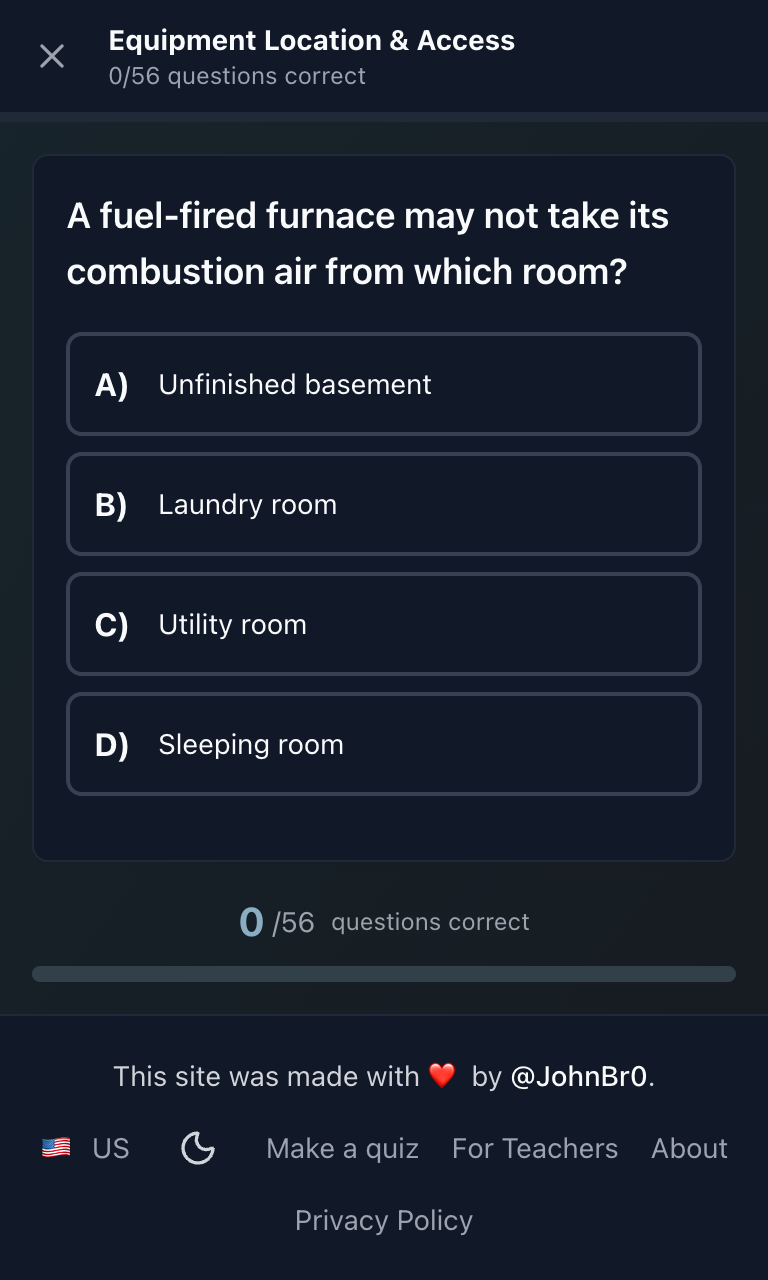 Equipment Location & Access
0/56 questions correct
A fuel-fired furnace may not take its
combustion air from which room?
A) Unfinished basement
B) Laundry room
C) Utility room
D) Sleeping room
0 /56 questions correct
This site was made with ❤️ by @JohnBr0.
🇺🇸 US Make a quiz For Teachers About
Privacy Policy